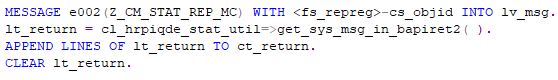 MESSAGE e002(Z_CM_STAT_REP_MC) WITH <fs_repreg>-cs_objid INTO lv_msg.
lt_return = cl_hrpiqde_stat_util=>get_sys_msg_in_bapiret2( ).
APPEND LINES OF lt_return TO ct_return.
CLEAR lt_return.